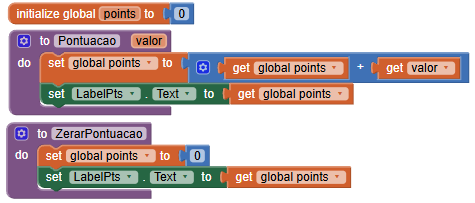 initialize global points to 0
to Pontuacao valor
do set global points to get global points + get valor
set LabelPts . Text to get global points
to ZerarPontuacao
do set global points to 0
set LabelPts . Text to get global points